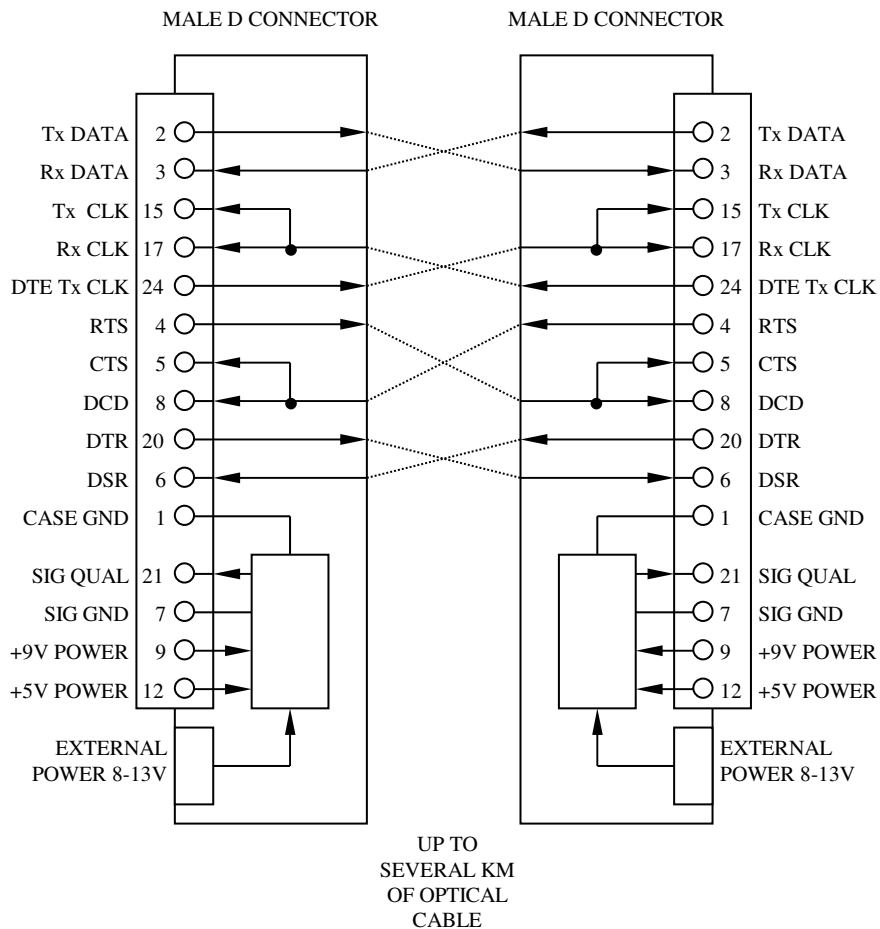 MALE D CONNECTOR MALE D CONNECTOR
Tx DATA 2 2 Tx DATA
Rx DATA 3 3 Rx DATA
Tx CLK 15 15 Tx CLK
Rx CLK 17 17 Rx CLK
DTE Tx CLK 24 24 DTE Tx CLK
RTS 4 4 RTS
CTS 5 5 CTS
DCD 8 8 DCD
DTR 20 20 DTR
DSR 6 6 DSR
CASE GND 1 1 CASE GND
SIG QUAL 21 21 SIG QUAL
SIG GND 7 7 SIG GND
+9V POWER 9 9 +9V POWER
+5V POWER 12 12 +5V POWER
EXTERNAL EXTERNAL
POWER 8-13V POWER 8-13V
UP TO
SEVERAL KM
OF OPTICAL
CABLE